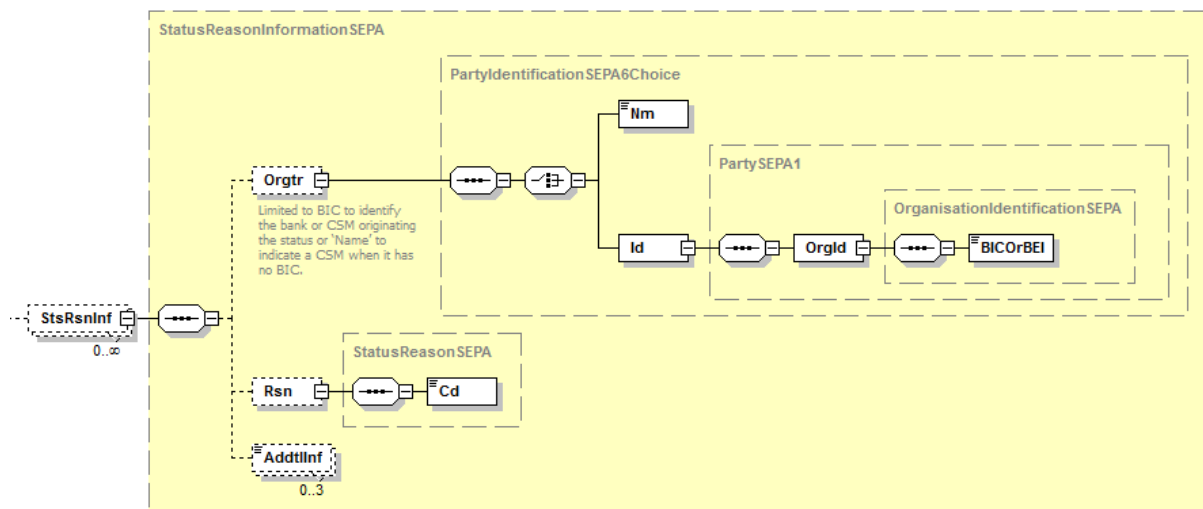 StatusReasonInformationSEPA
PartyIdentificationSEPA6Choice
Nm
PartySEPA1
Orgtr
OrganisationIdentificationSEPA
Limited to BIC to identify
the bank or CSM originating
the status or ‘Name’ to
indicate a CSM when it has
no BIC.
Id
OrgId
BICOrBEI
StsRsnInf
0..∞
StatusReasonSEPA
Rsn
Cd
AddtlInf
0..3